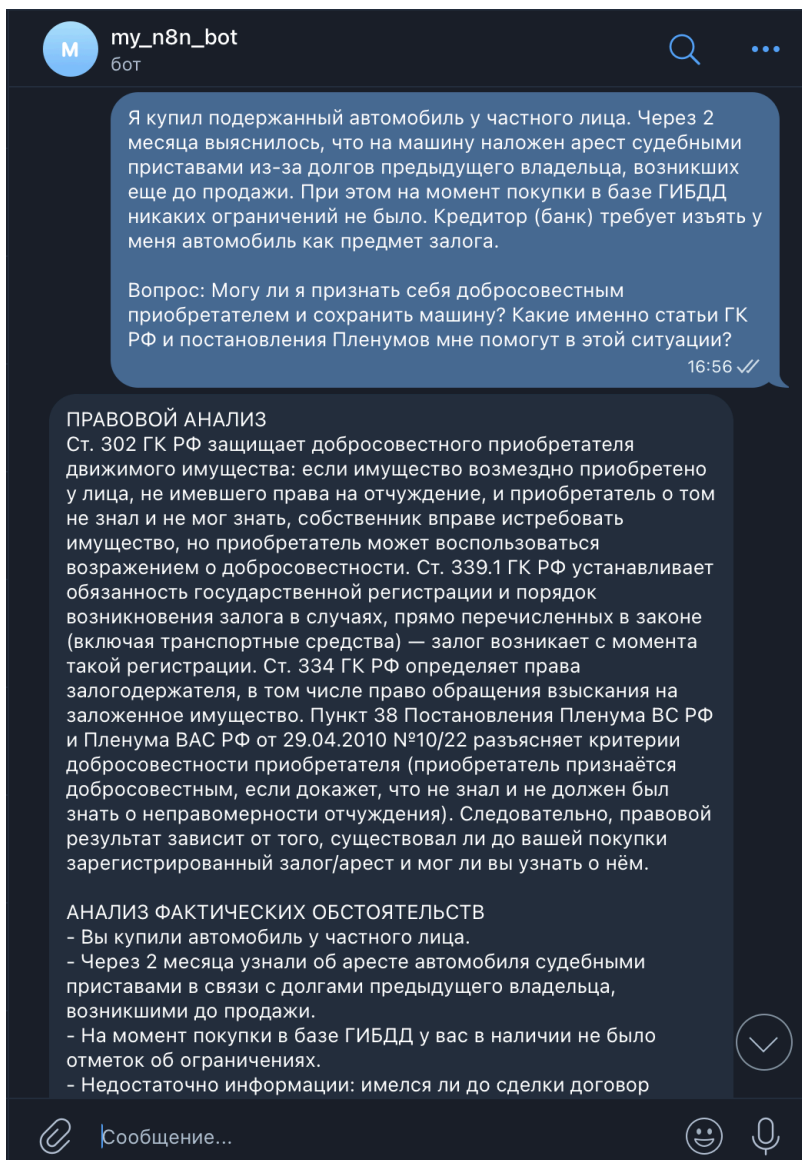 М
my_n8n_bot
бот
Я купил подержанный автомобиль у частного лица. Через 2
месяца выяснилось, что на машину наложен арест судебными
приставами из-за долгов предыдущего владельца, возникших
еще до продажи. При этом на момент покупки в базе ГИБДД
никаких ограничений не было. Кредитор (банк) требует изъять у
меня автомобиль как предмет залога.
Вопрос: Могу ли я признать себя добросовестным
приобретателем и сохранить машину? Какие именно статьи ГК
РФ и постановления Пленумов мне помогут в этой ситуации?
16:56
ПРАВОВОЙ АНАЛИЗ
Ст. 302 ГК РФ защищает добросовестного приобретателя
движимого имущества: если имущество возмездно приобретено
у лица, не имевшего права на отчуждение, и приобретатель о том
не знал и не мог знать, собственник вправе истребовать
имущество, но приобретатель может воспользоваться
возражением о добросовестности. Ст. 339.1 ГК РФ устанавливает
обязанность государственной регистрации и порядок
возникновения залога в случаях, прямо перечисленных в законе
(включая транспортные средства) — залог возникает с момента
такой регистрации. Ст. 334 ГК РФ определяет права
залогодержателя, в том числе право обращения взыскания на
заложенное имущество. Пункт 38 Постановления Пленума ВС РФ
и Пленума ВАС РФ от 29.04.2010 №10/22 разъясняет критерии
добросовестности приобретателя (приобретатель признаётся
добросовестным, если докажет, что не знал и не должен был
знать о неправомерности отчуждения). Следовательно, правовой
результат зависит от того, существовал ли до вашей покупки
зарегистрированный залог/арест и мог ли вы узнать о нём.
АНАЛИЗ ФАКТИЧЕСКИХ ОБСТОЯТЕЛЬСТВ
- Вы купили автомобиль у частного лица.
- Через 2 месяца узнали об аресте автомобиля судебными
приставами в связи с долгами предыдущего владельца,
возникшими до продажи.
- На момент покупки в базе ГИБДД у вас в наличии не было
отметок об ограничениях.
- Недостаточно информации: имелся ли до сделки договор
Сообщение...